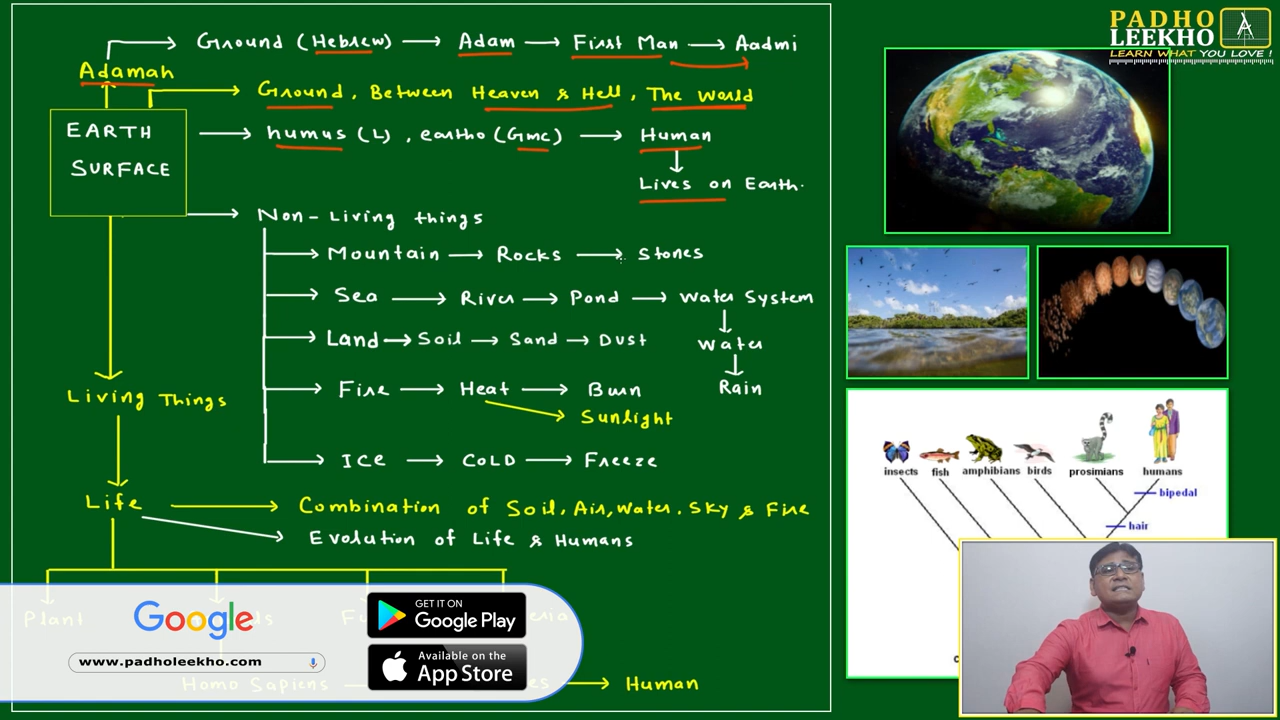 PADHO
LEEKHO
LEARN WHAT YOU LOVE !
Ground (Hebrew) → Adam → First Man → Aadmi
Adamah
Ground, Between Heaven & Hell, The World
EARTH
SURFACE
humus (L), eartho (Gmc) → Human
Lives on Earth.
Non-Living things
Mountain → Rocks → Stones
Sea → River → Pond → Water System
Land → Soil → Sand → Dust
Water
Fire → Heat → Burn
Rain
Living Things
Sunlight
ICe → COLD → Freeze
Life → Combination of Soil, Air, Water, Sky & Fire
Evolution of Life & Humans
insects
fish
amphibians
birds
prosimians
humans
bipedal
hair
Plant
Google
www.padholeekho.com
GET IT ON
Google Play
Available on the
App Store
Homo Sapiens
→ Human